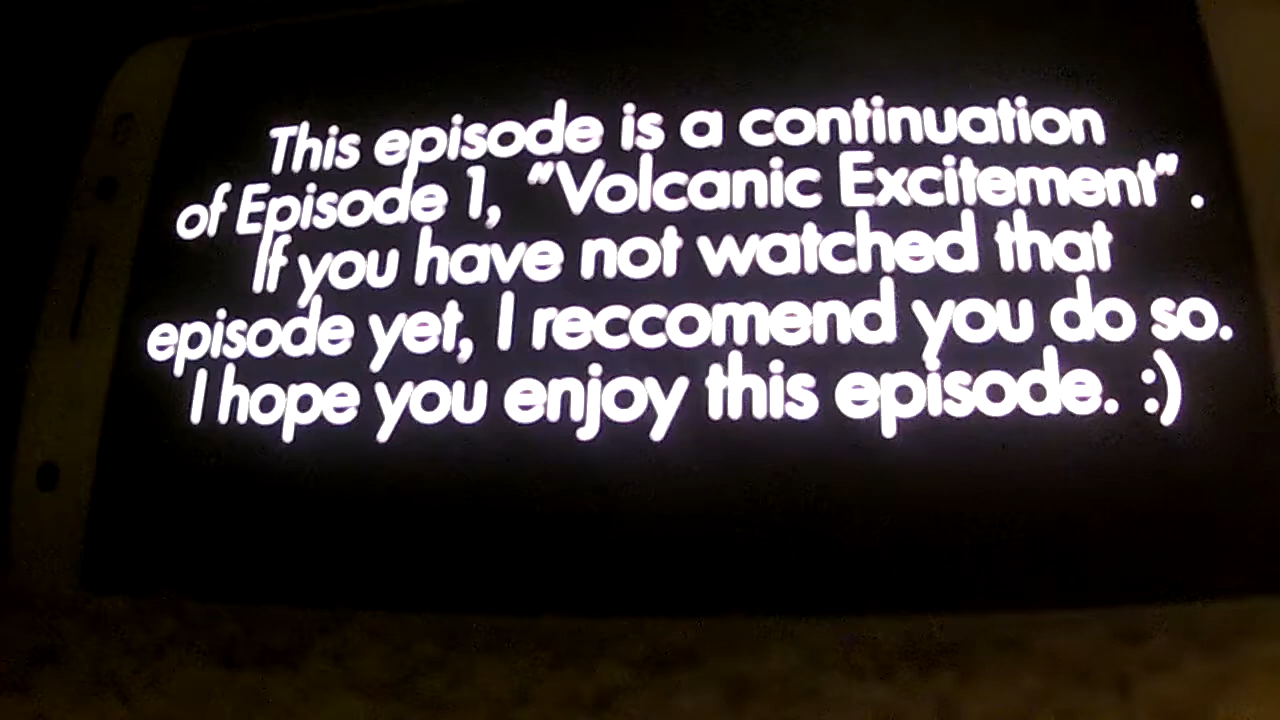 This episode is a continuation
of Episode 1, "Volcanic Excitement".
If you have not watched that
episode yet, I reccomend you do so.
I hope you enjoy this episode. :)